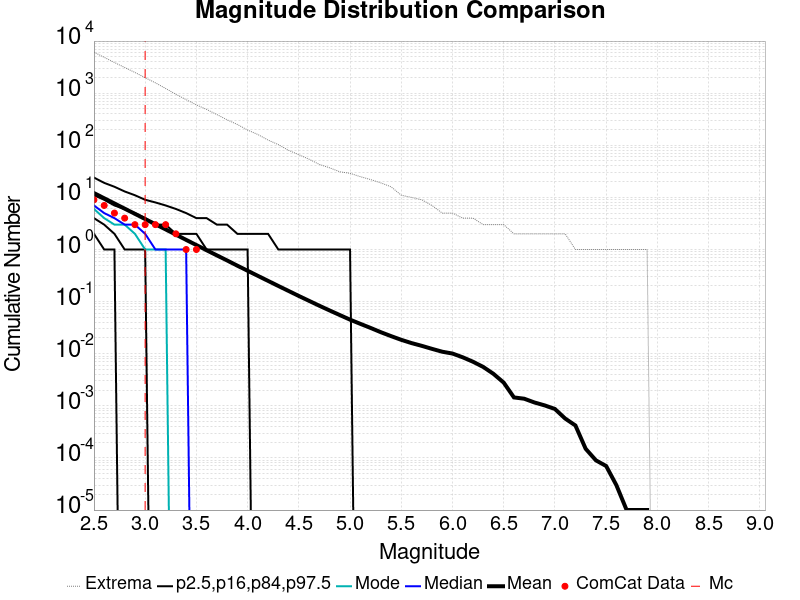 Magnitude Distribution Comparison
10 4
10 3
10 2
10 1
10 0
10 -1
10 -2
10 -3
10 -4
10 -5
Cumulative Number
2.5 3.0 3.5 4.0 4.5 5.0 5.5 6.0 6.5 7.0 7.5 8.0 8.5 9.0
Magnitude
Extrema p2.5,p16,p84,p97.5 Mode Median Mean ComCat Data Mc